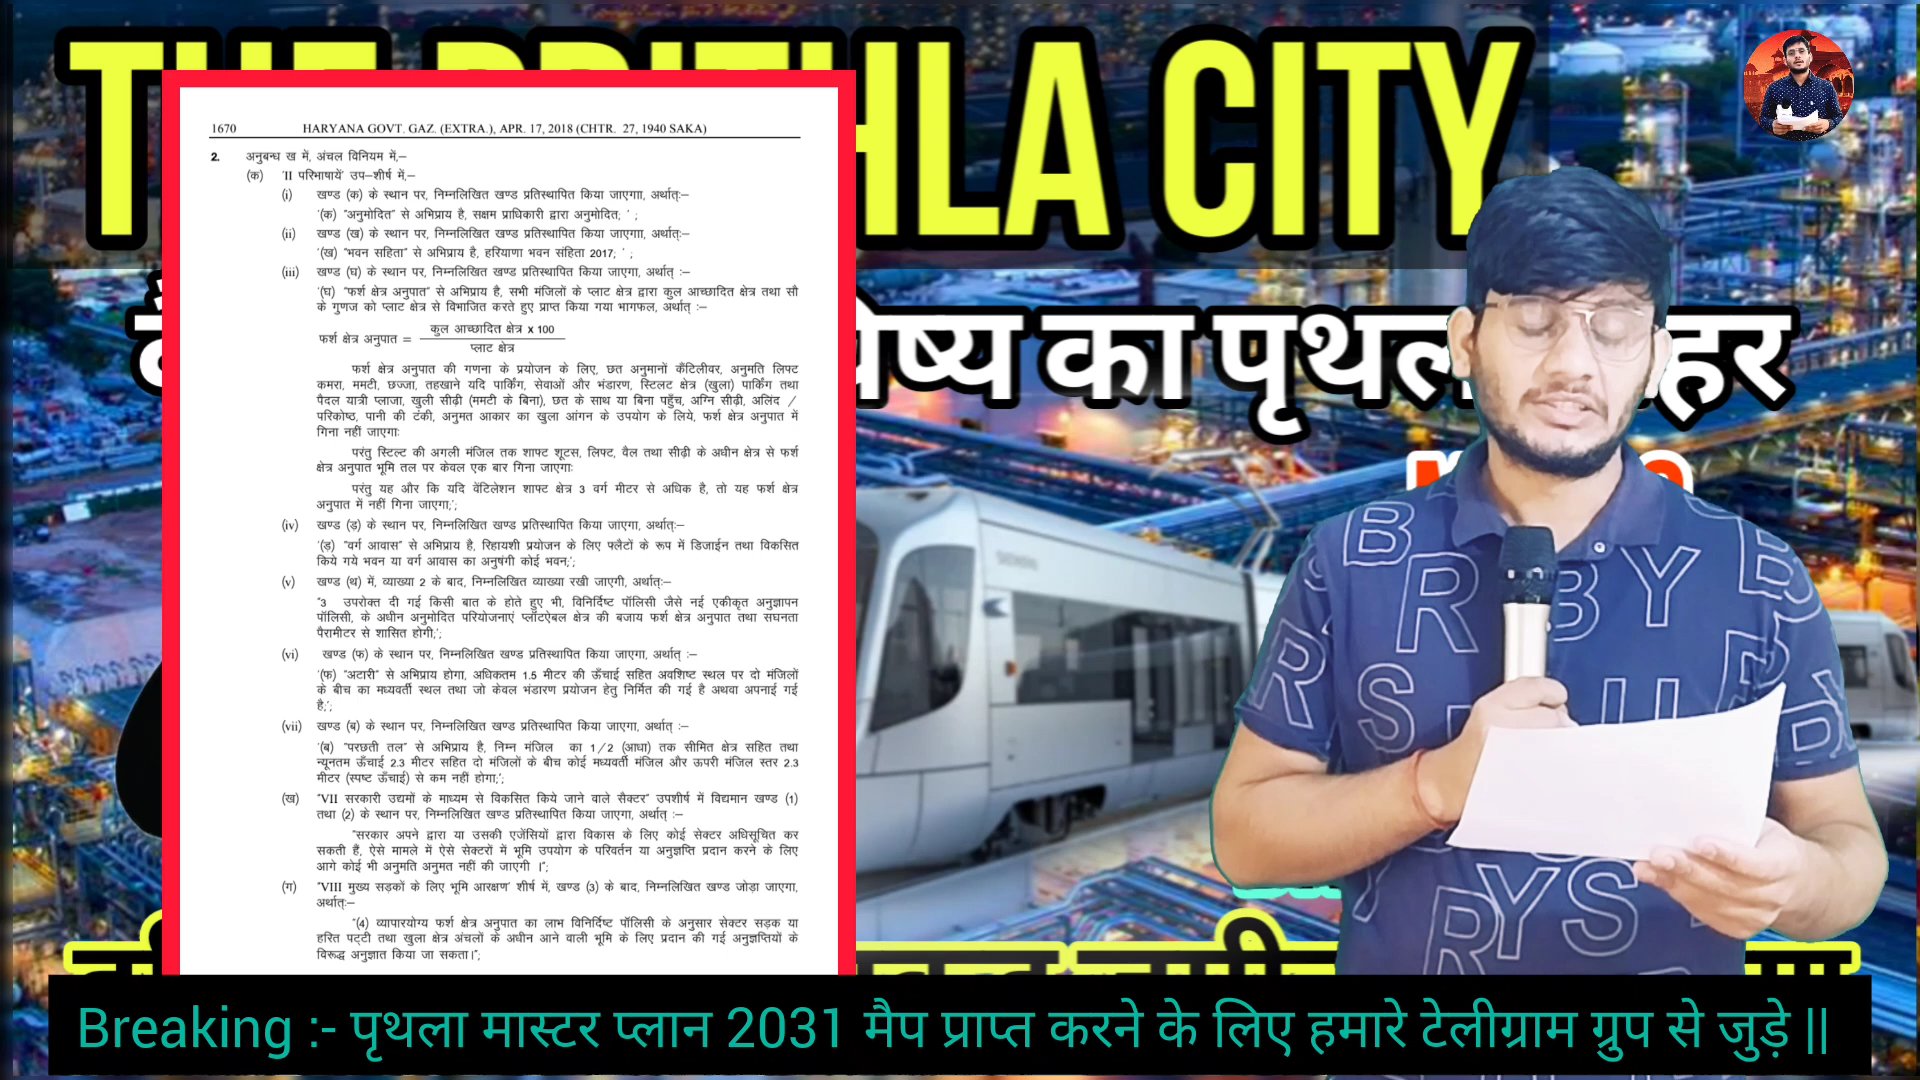 THE PRITHLA CITY
1670 HARYANA GOVT. GAZ. (EXTRA.), APR. 17, 2018 (CHTR. 27, 1940 SAKA)
2. अनुबन्ध ख में, अंचल विनियम में,–
(क) 'II परिभाषायें' उप–शीर्ष में,–
(i) खण्ड (क) के स्थान पर, निम्नलिखित खण्ड प्रतिस्थापित किया जाएगाा, अर्थात्ः–
'(क) "अनुमोदित" से अभिप्राय है, सक्षम प्राधिकारी द्वारा अनुमोदित; ' ;
(ii) खण्ड (ख) के स्थान पर, निम्नलिखित खण्ड प्रतिस्थापित किया जाएगाा, अर्थात्ः–
'(ख) "भवन सहिता" से अभिप्राय है, हरियाणा भवन संहिता 2017; ' ;
(iii) खण्ड (घ) के स्थान पर, निम्नलिखित खण्ड प्रतिस्थापित किया जाएगा, अर्थात् :–
'(घ) "फर्श क्षेत्र अनुपात" से अभिप्राय है, सभी मंजिलों के प्लाट क्षेत्र द्वारा कुल आच्छादित क्षेत्र तथा सौ
के गुणज को प्लाट क्षेत्र से विभाजित करते हुए प्राप्त किया गया भागफल, अर्थात् :–
फर्श क्षेत्र अनुपात = कुल आच्छादित क्षेत्र x 100
प्लाट क्षेत्र
फर्श क्षेत्र अनुपात की गणना के प्रयोजन के लिए, छत अनुमानों कैंटिलीवर, अनुमति लिफ्ट
कमरा, ममटी, छज्जा, तहखाने यदि पार्किंग, सेवाओं और भंडारण, स्टिलट क्षेत्र (खुला) पार्किंग तथा
पैदल यात्री प्लाजा, खुली सीढ़ी (ममटी के बिना), छत के साथ या बिना पहुँच, अग्नि सीढ़ी, अलिंद /
परिकोष्ठ, पानी की टंकी, अनुमत आकार का खुला आंगन के उपयोग के लिये, फर्श क्षेत्र अनुपात में
गिना नहीं जाएगाः
परंतु स्टिल्ट की अगली मंजिल तक शाफ्ट शूटस, लिफ्ट, वैल तथा सीढ़ी के अधीन क्षेत्र से फर्श
क्षेत्र अनुपात भूमि तल पर केवल एक बार गिना जाएगाः
परंतु यह और कि यदि वेंटिलेशन शाफ्ट क्षेत्र 3 वर्ग मीटर से अधिक है, तो यह फर्श क्षेत्र
अनुपात में नहीं गिना जाएगा;';
(iv) खण्ड (ड़) के स्थान पर, निम्नलिखित खण्ड प्रतिस्थापित किया जाएगा, अर्थात्ः–
'(ड़) "वर्ग आवास" से अभिप्राय है, रिहायशी प्रयोजन के लिए फ्लैटों के रूप में डिजाईन तथा विकसित
किये गये भवन या वर्ग आवास का अनुषंगी कोई भवन;';
(v) खण्ड (थ) में, व्याख्या 2 के बाद, निम्नलिखित व्याख्या रखी जाएगी, अर्थात्ः–
"3 उपरोक्त दी गई किसी बात के होते हुए भी, विनिर्दिष्ट पॉलिसी जैसे नई एकीकृत अनुज्ञापन
पॉलिसी, के अधीन अनुमोदित परियोजनाएं प्लॉटऐबल क्षेत्र की बजाय फर्श क्षेत्र अनुपात तथा सघनता
पैरामीटर से शासित होगी,';
(vi) खण्ड (फ) के स्थान पर, निम्नलिखित खण्ड प्रतिस्थापित किया जाएगा, अर्थात् :–
'(फ) "अटारी" से अभिप्राय होगा, अधिकतम 1.5 मीटर की ऊँचाई सहित अवशिष्ट स्थल पर दो मंजिलों
के बीच का मध्यवर्ती स्थल तथा जो केवल भंडारण प्रयोजन हेतु निर्मित की गई है अथवा अपनाई गई
है;';
(vii) खण्ड (ब) के स्थान पर, निम्नलिखित खण्ड प्रतिस्थापित किया जाएगा, अर्थात् :–
'(ब) "परछती तल" से अभिप्राय है, निम्न मंजिल का 1/2 (आधा) तक सीमित क्षेत्र सहित तथा
न्यूनतम ऊँचाई 2.3 मीटर सहित दो मंजिलों के बीच कोई मध्यवर्ती मंजिल और ऊपरी मंजिल स्तर 2.3
मीटर (स्पष्ट ऊँचाई) से कम नहीं होगा;';
(ख) "VII सरकारी उद्यमों के माध्यम से विकसित किये जाने वाले सैक्टर" उपशीर्ष में विद्यमान खण्ड (1)
तथा (2) के स्थान पर, निम्नलिखित खण्ड प्रतिस्थापित किया जाएगा, अर्थात् :–
"सरकार अपने द्वारा या उसकी एजेंसियों द्वारा विकास के लिए कोई सेक्टर अधिसूचित कर
सकती हैं, ऐसे मामले में ऐसे सेक्टरों में भूमि उपयोग के परिवर्तन या अनुज्ञप्ति प्रदान करने के लिए
आगे कोई भी अनुमति अनुमत नहीं की जाएगी ।";
(ग) "VIII मुख्य सड़कों के लिए भूमि आरक्षण' शीर्ष में, खण्ड (3) के बाद, निम्नलिखित खण्ड जोड़ा जाएगा,
अर्थात्ः–
"(4) व्यापारयोग्य फर्श क्षेत्र अनुपात का लाभ विनिर्दिष्ट पॉलिसी के अनुसार सेक्टर सड़क या
हरित पट्टी तथा खुला क्षेत्र अंचलों के अधीन आने वाली भूमि के लिए प्रदान की गई अनुज्ञप्तियों के
विरूद्ध अनुज्ञात किया जा सकता।";
का
SIEMENS
Breaking :- पृथला मास्टर प्लान 2031 मैप प्राप्त करने के लिए हमारे टेलीग्राम ग्रुप से जुड़े ||